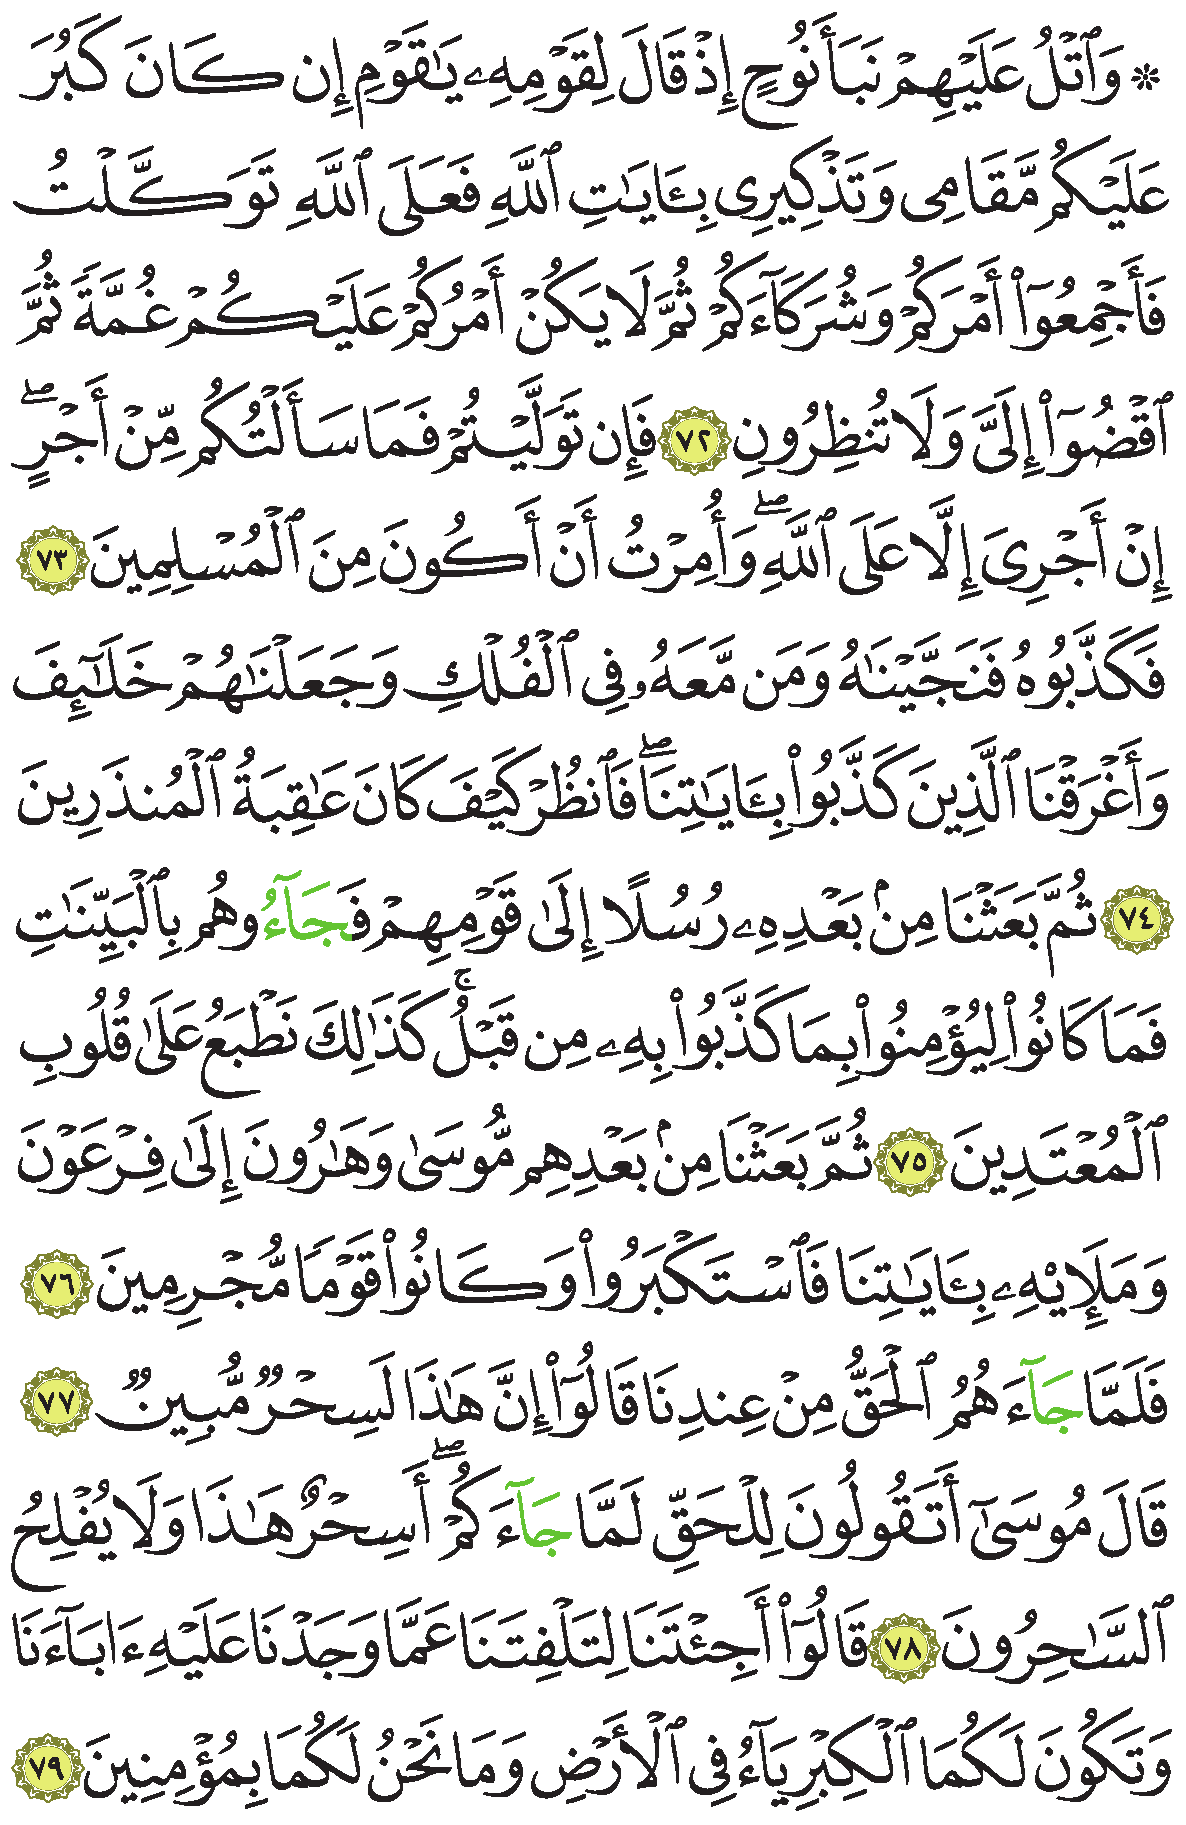 ۞ وَٱتۡلُ عَلَيۡهِمۡ نَبَأَ نُوحٍ إِذۡ قَالَ لِقَوۡمِهِۦ يَٰقَوۡمِ إِن كَانَ كَبُرَ
عَلَيۡكُم مَّقَامِي وَتَذۡكِيرِي بِـَٔايَٰتِ ٱللَّهِ فَعَلَى ٱللَّهِ تَوَكَّلۡتُ
فَأَجۡمِعُوٓاْ أَمۡرَكُمۡ وَشُرَكَآءَكُمۡ ثُمَّ لَا يَكُنۡ أَمۡرُكُمۡ عَلَيۡكُمۡ غُمَّةٗ ثُمَّ
ٱقۡضُوٓاْ إِلَيَّ وَلَا تُنظِرُونِ ٧٢ فَإِن تَوَلَّيۡتُمۡ فَمَا سَأَلۡتُكُم مِّنۡ أَجۡرٍۖ
إِنۡ أَجۡرِيَ إِلَّا عَلَى ٱللَّهِۖ وَأُمِرۡتُ أَنۡ أَكُونَ مِنَ ٱلۡمُسۡلِمِينَ ٧٣
فَكَذَّبُوهُ فَنَجَّيۡنَٰهُ وَمَن مَّعَهُۥ فِي ٱلۡفُلۡكِ وَجَعَلۡنَٰهُمۡ خَلَٰٓئِفَ
وَأَغۡرَقۡنَا ٱلَّذِينَ كَذَّبُواْ بِـَٔايَٰتِنَاۖ فَٱنظُرۡ كَيۡفَ كَانَ عَٰقِبَةُ ٱلۡمُنذَرِينَ
٧٤ ثُمَّ بَعَثۡنَا مِنۢ بَعۡدِهِۦ رُسُلًا إِلَىٰ قَوۡمِهِمۡ فَجَآءُوهُم بِٱلۡبَيِّنَٰتِ
فَمَا كَانُواْ لِيُؤۡمِنُواْ بِمَا كَذَّبُواْ بِهِۦ مِن قَبۡلُۚ كَذَٰلِكَ نَطۡبَعُ عَلَىٰ قُلُوبِ
ٱلۡمُعۡتَدِينَ ٧٥ ثُمَّ بَعَثۡنَا مِنۢ بَعۡدِهِم مُّوسَىٰ وَهَٰرُونَ إِلَىٰ فِرۡعَوۡنَ
وَمَلَإِيْهِۦ بِـَٔايَٰتِنَا فَٱسۡتَكۡبَرُواْ وَكَانُواْ قَوۡمٗا مُّجۡرِمِينَ ٧٦
فَلَمَّا جَآءَهُمُ ٱلۡحَقُّ مِنۡ عِندِنَا قَالُوٓاْ إِنَّ هَٰذَا لَسِحۡرٞ مُّبِينٞ ٧٧
قَالَ مُوسَىٰٓ أَتَقُولُونَ لِلۡحَقِّ لَمَّا جَآءَكُمۡۖ أَسِحۡرٌ هَٰذَا وَلَا يُفۡلِحُ
ٱلسَّٰحِرُونَ ٧٨ قَالُوٓاْ أَجِئۡتَنَا لِتَلۡفِتَنَا عَمَّا وَجَدۡنَا عَلَيۡهِ ءَابَآءَنَا
وَتَكُونَ لَكُمَا ٱلۡكِبۡرِيَآءُ فِي ٱلۡأَرۡضِ وَمَا نَحۡنُ لَكُمَا بِمُؤۡمِنِينَ ٧٩